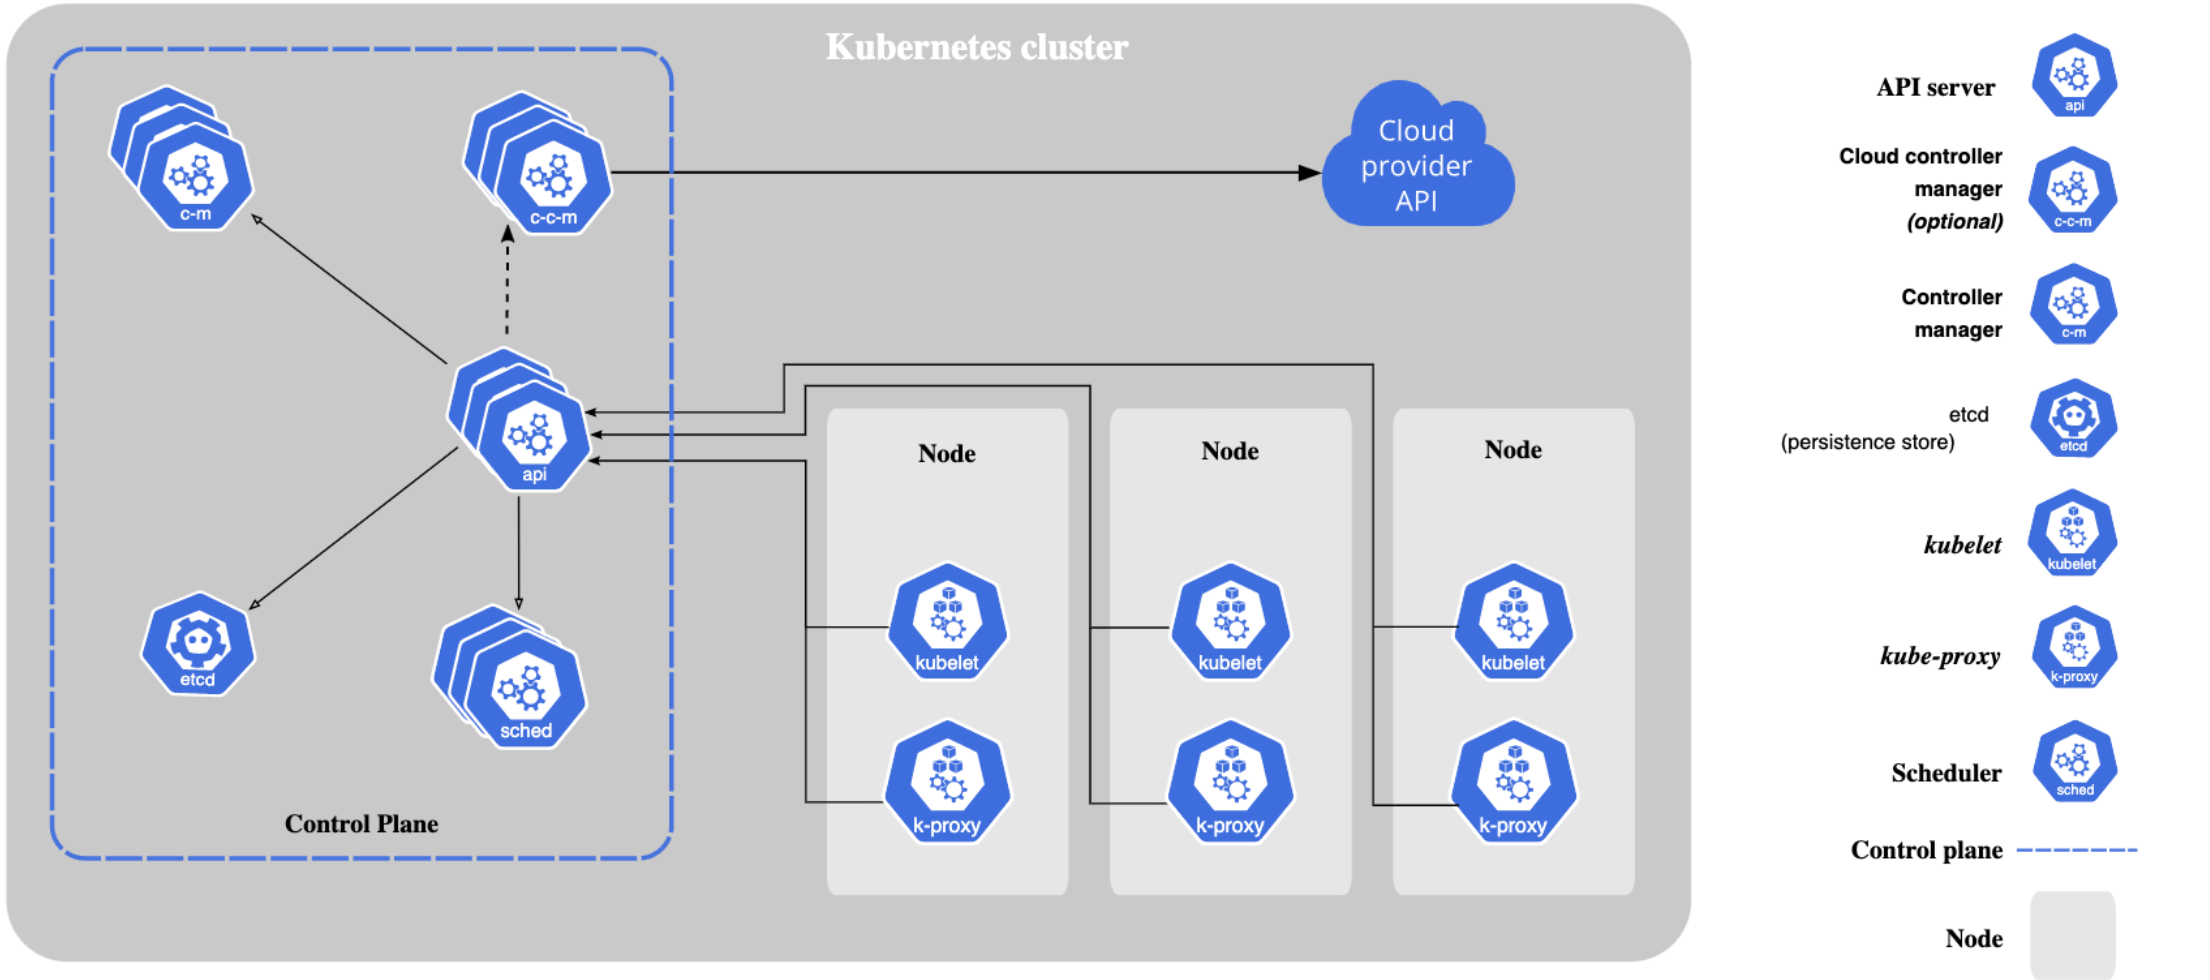 Kubernetes cluster
c-m
c-c-m
Cloud
provider
API
api
etcd
sched
Control Plane
Node
kubelet
k-proxy
Node
kubelet
k-proxy
Node
kubelet
k-proxy
API server
api
Cloud controller
manager
(optional)
c-c-m
Controller
manager
c-m
etcd
(persistence store)
etcd
kubelet
kubelet
kube-proxy
k-proxy
Scheduler
sched
Control plane
Node